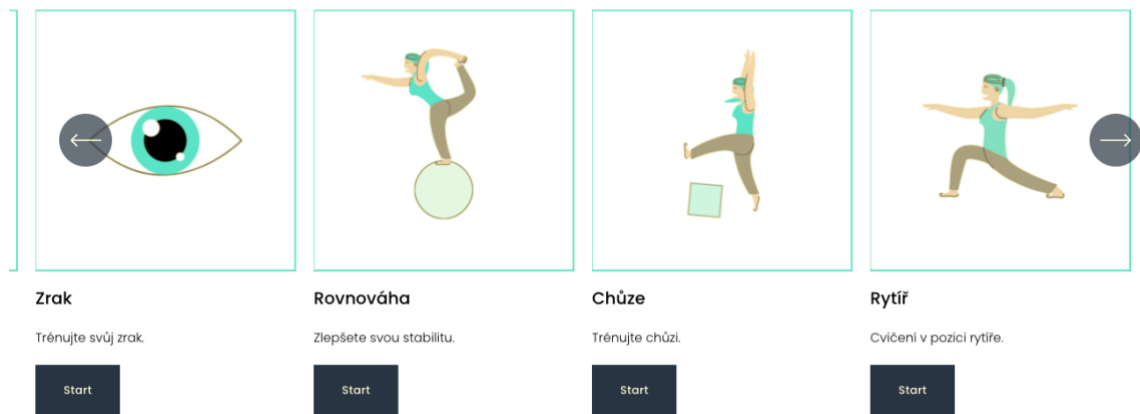 Zrak
Trénujte svůj zrak.
Start
Rovnováha
Zlepšete svou stabilitu.
Start
Chůze
Trénujte chůzi.
Start
Rytíř
Cvičení v pozici rytíře.
Start